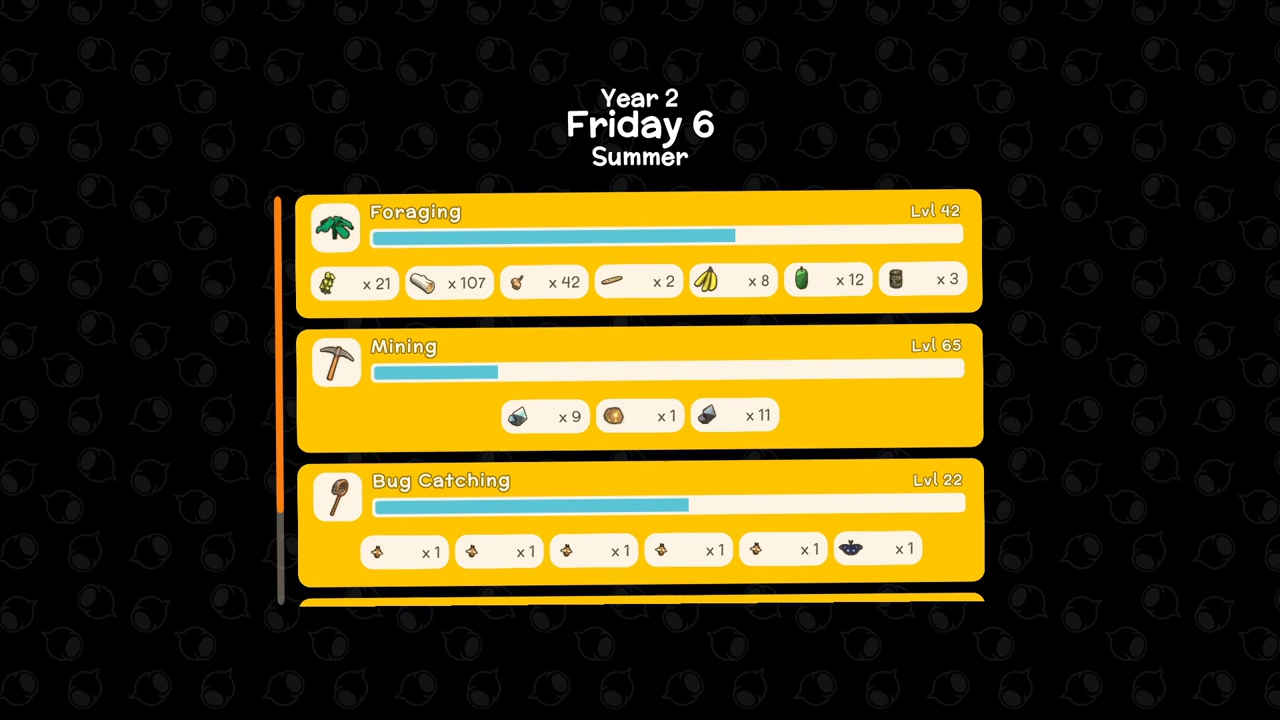 Year 2
Friday 6
Summer
Foraging Lvl 42
x 21 x 107 x 42 x 2 x 8 x 12 x 3
Mining Lvl 65
x 9 x 1 x 11
Bug Catching Lvl 22
x 1 x 1 x 1 x 1 x 1 x 1